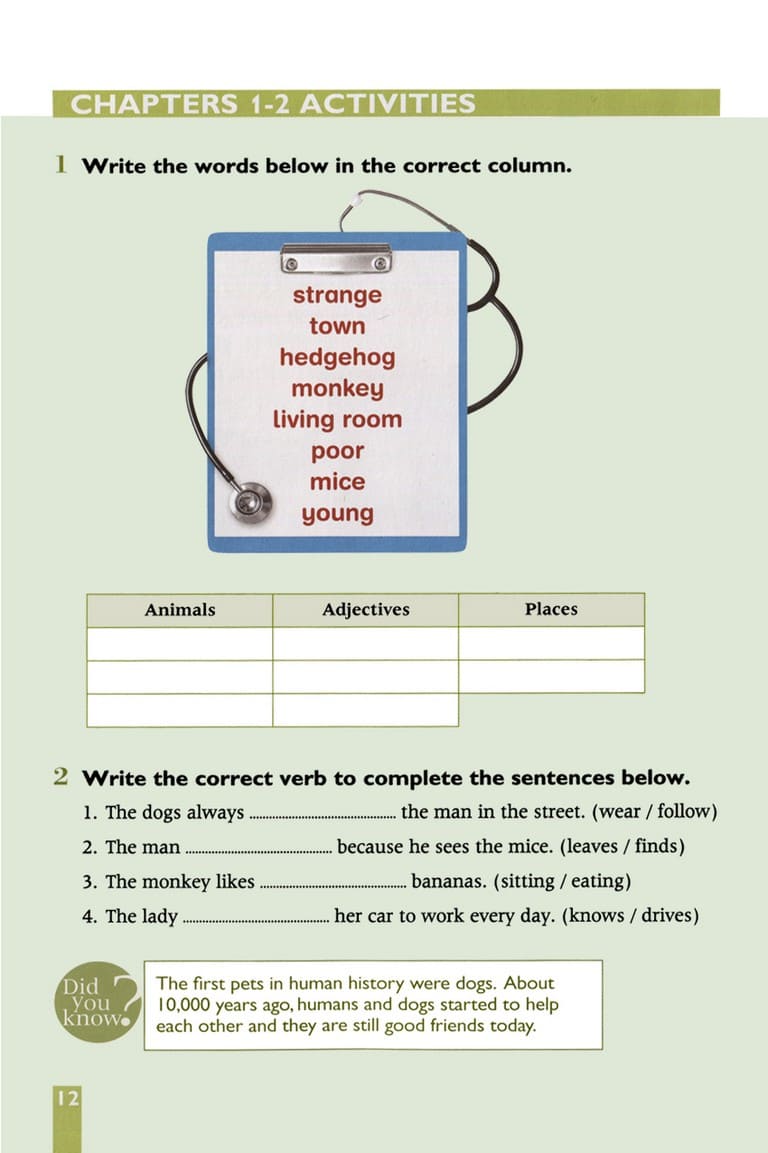 CHAPTERS 1-2 ACTIVITIES
1 Write the words below in the correct column.
strange
town
hedgehog
monkey
living room
poor
mice
young
Animals Adjectives Places
2 Write the correct verb to complete the sentences below.
1. The dogs always ............................................ the man in the street. (wear / follow)
2. The man ............................................ because he sees the mice. (leaves / finds)
3. The monkey likes ............................................ bananas. (sitting / eating)
4. The lady ............................................ her car to work every day. (knows / drives)
Did
You
know?
The first pets in human history were dogs. About
10,000 years ago, humans and dogs started to help
each other and they are still good friends today.
12